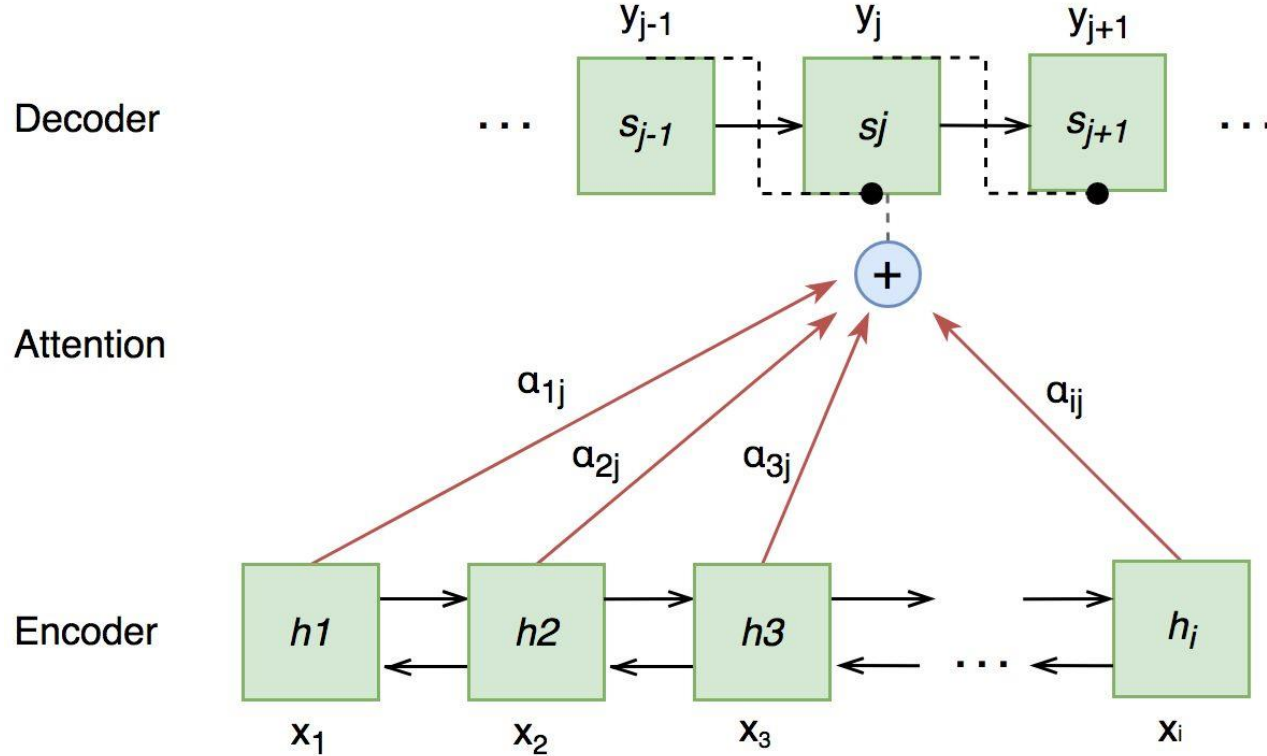 y_{j-1} y_j y_{j+1}
Decoder ... s_{j-1} sj s_{j+1} ...
+
Attention
α_{1j} α_{2j} α_{3j} α_{ij}
Encoder h1 h2 h3 ... h_i
x_1 x_2 x_3 x_i